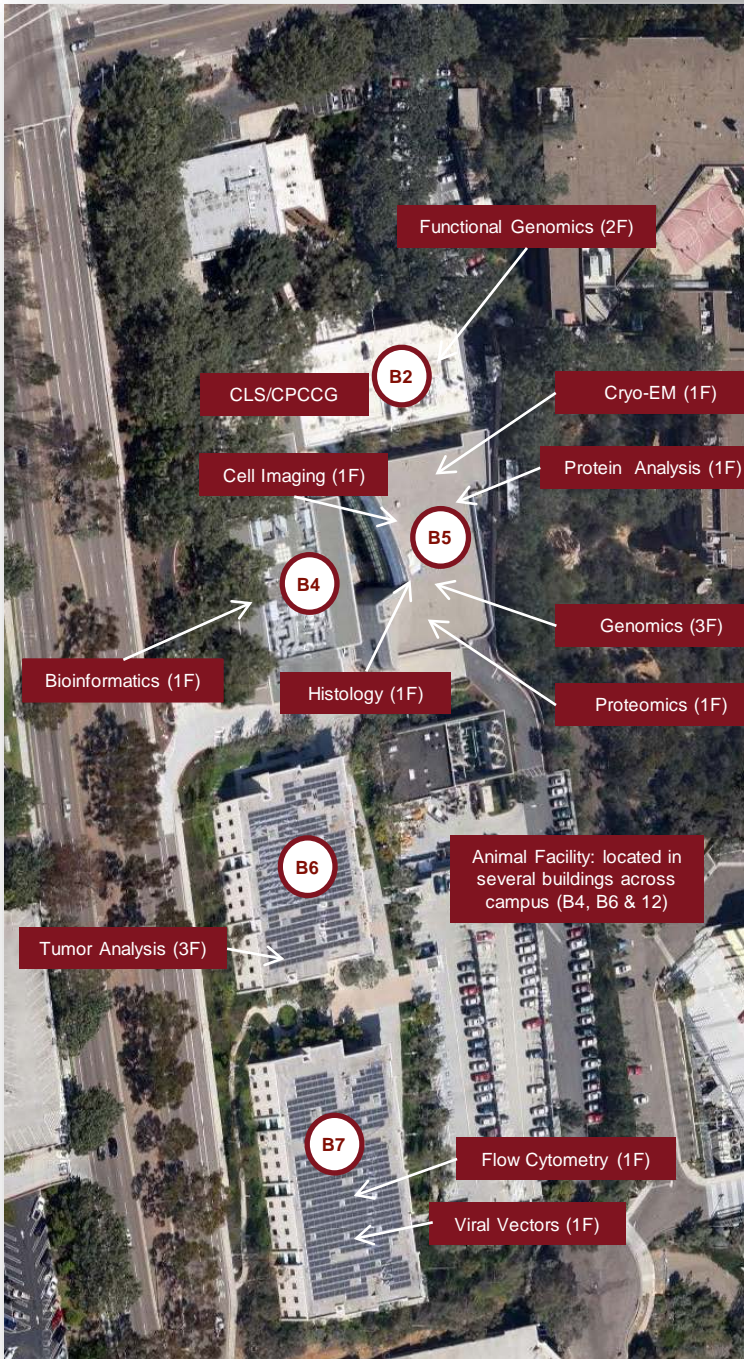 Functional Genomics (2F)
B2
CLS/CPCCG
Cryo-EM (1F)
Cell Imaging (1F)
Protein Analysis (1F)
B5
B4
Genomics (3F)
Bioinformatics (1F)
Histology (1F)
Proteomics (1F)
B6
Animal Facility: located in
several buildings across
campus (B4, B6 & 12)
Tumor Analysis (3F)
B7
Flow Cytometry (1F)
Viral Vectors (1F)